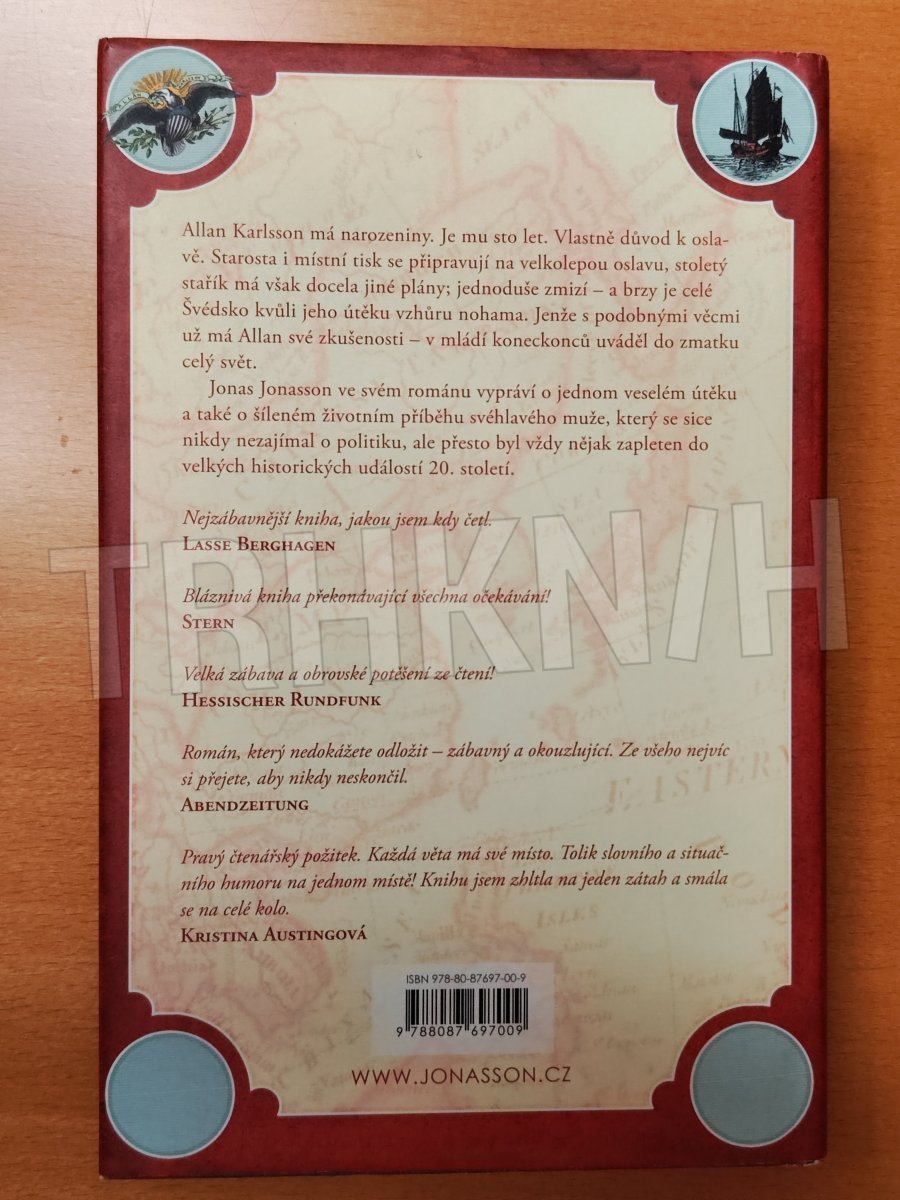 Allan Karlsson má narozeniny. Je mu sto let. Vlastně důvod k osla-
vě. Starosta i místní tisk se připravují na velkolepou oslavu, stoletý
stařík má však docela jiné plány; jednoduše zmizí – a brzy je celé
Švédsko kvůli jeho útěku vzhůru nohama. Jenže s podobnými věcmi
už má Allan své zkušenosti – v mládí koneckonců uváděl do zmatku
celý svět.
Jonas Jonasson ve svém románu vypráví o jednom veselém útěku
a také o šíleném životním příběhu svéhlavého muže, který se sice
nikdy nezajímal o politiku, ale přesto byl vždy nějak zapleten do
velkých historických událostí 20. století.
Nejzábavnější kniha, jakou jsem kdy četl.
LASSE BERGHAGEN
TRHKNIH
Bláznivá kniha překonávající všechna očekávání!
STERN
Velká zábava a obrovské potěšení ze čtení!
HESSISCHER RUNDFUNK
Román, který nedokážete odložit – zábavný a okouzlující. Ze všeho nejvíc
si přejete, aby nikdy neskončil.
ABENDZEITUNG
EASTERN
Pravý čtenářský požitek. Každá věta má své místo. Tolik slovního a situač-
ního humoru na jednom místě! Knihu jsem zhltla na jeden zátah a smála
se na celé kolo.
KRISTINA AUSTINGOVÁ
ISLES
ISBN 978-80-87697-00-9
9 788087 697009
WWW.JONASSON.CZ